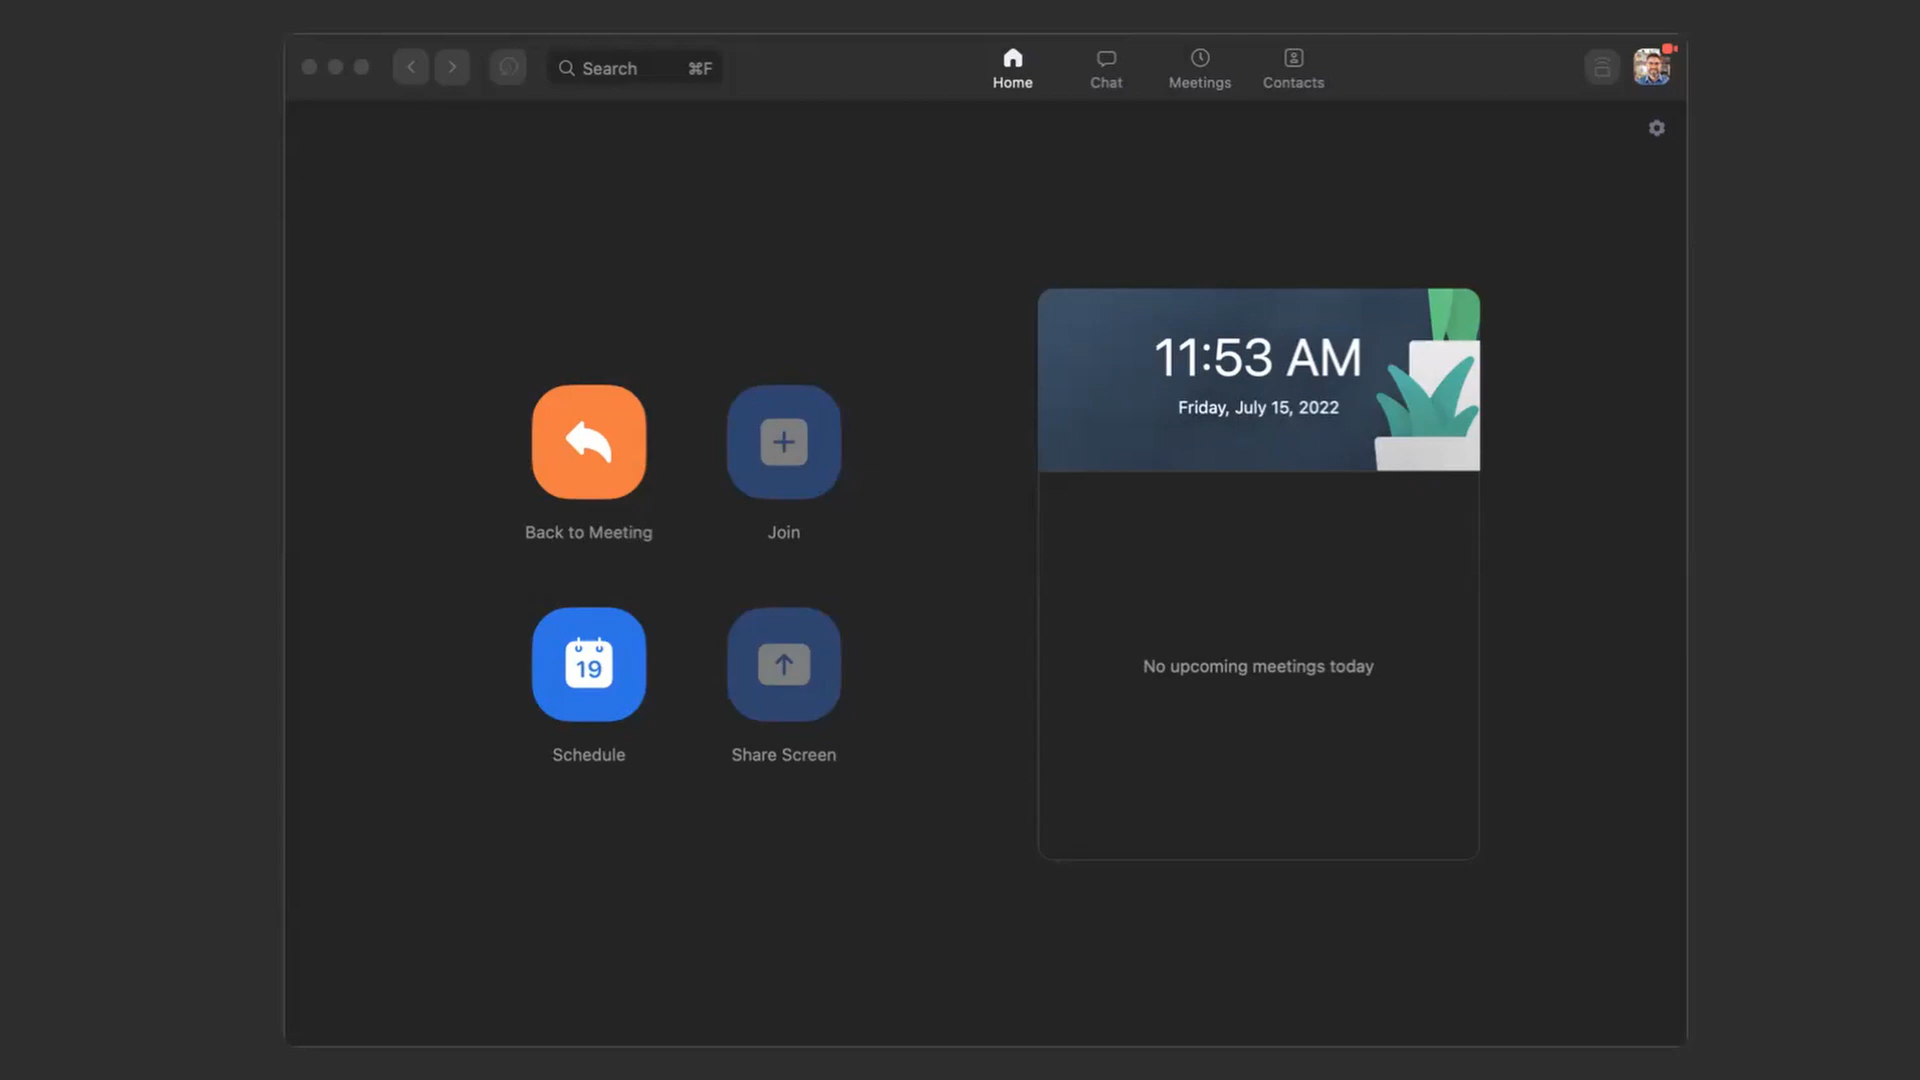 Search ⌘F
Home
Chat
Meetings
Contacts
11:53 AM
Friday, July 15, 2022
Back to Meeting
Join
19
Schedule
Share Screen
No upcoming meetings today